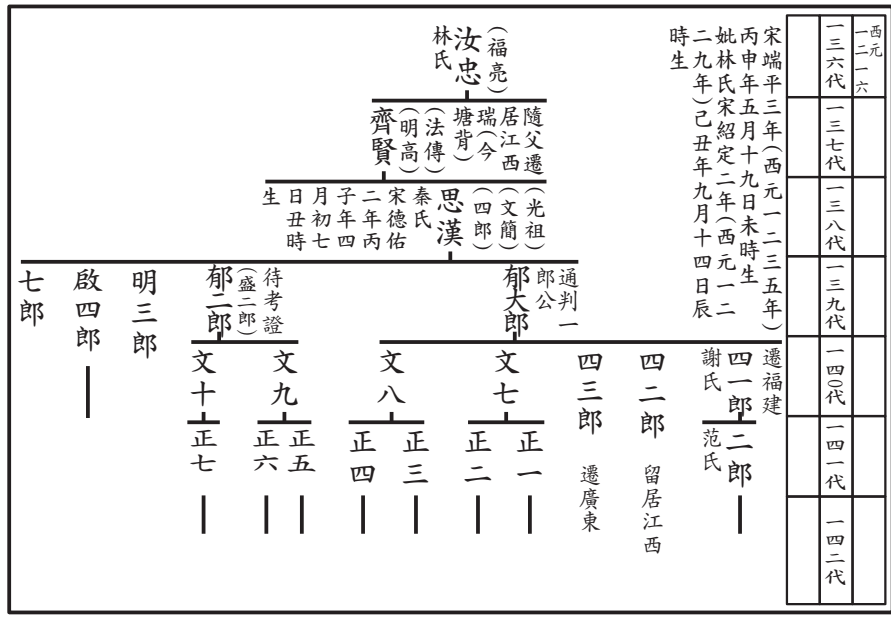 西元
一二一六
一三六代
一三七代
一三八代
一三九代
一四○代
一四一代
一四二代
宋端平三年(西元一二三五年)
丙申年五月十九日未時生
妣林氏宋紹定二年(西元一二
二九年)己丑年九月十四日辰
時生
(福亮)
汝忠
林氏
隨父遷
居江西
瑞(今
塘背)
(法傳)
(明高)
齊賢
(光祖)
(文簡)
(四郎)
思漢
秦氏
宋德佑
二年丙
子年四
月初七
日丑時
生
通判一
郎公
郁大郎
待考證
郁二郎
(盛二郎)
明三郎
啟四郎
七郎
遷福建
四一郎
謝氏
四二郎
四三郎
文七
文八
文九
文十
二郎
范氏
留居江西
遷廣東
正一
正二
正三
正四
正五
正六
正七